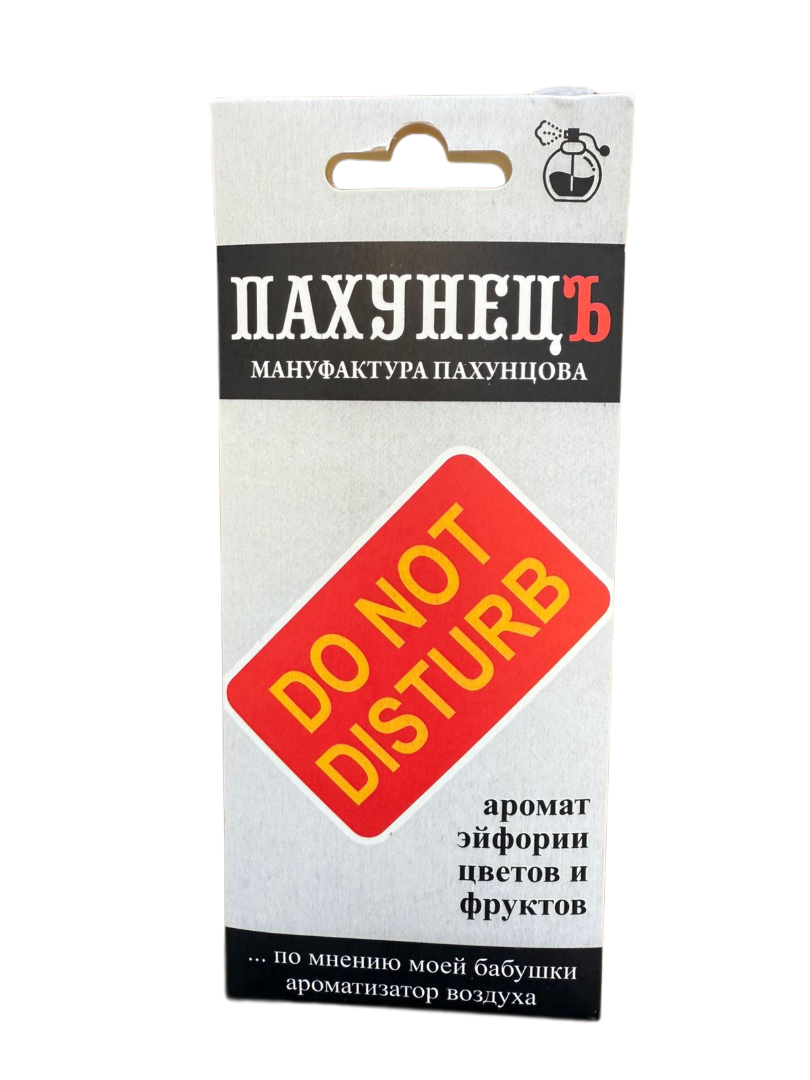 ПАХУНЕЦЪ
МАНУФАКТУРА ПАХУНЦОВА
DO NOT
DISTURB
аромат
эйфории
цветов и
фруктов
... по мнению моей бабушки
ароматизатор воздуха